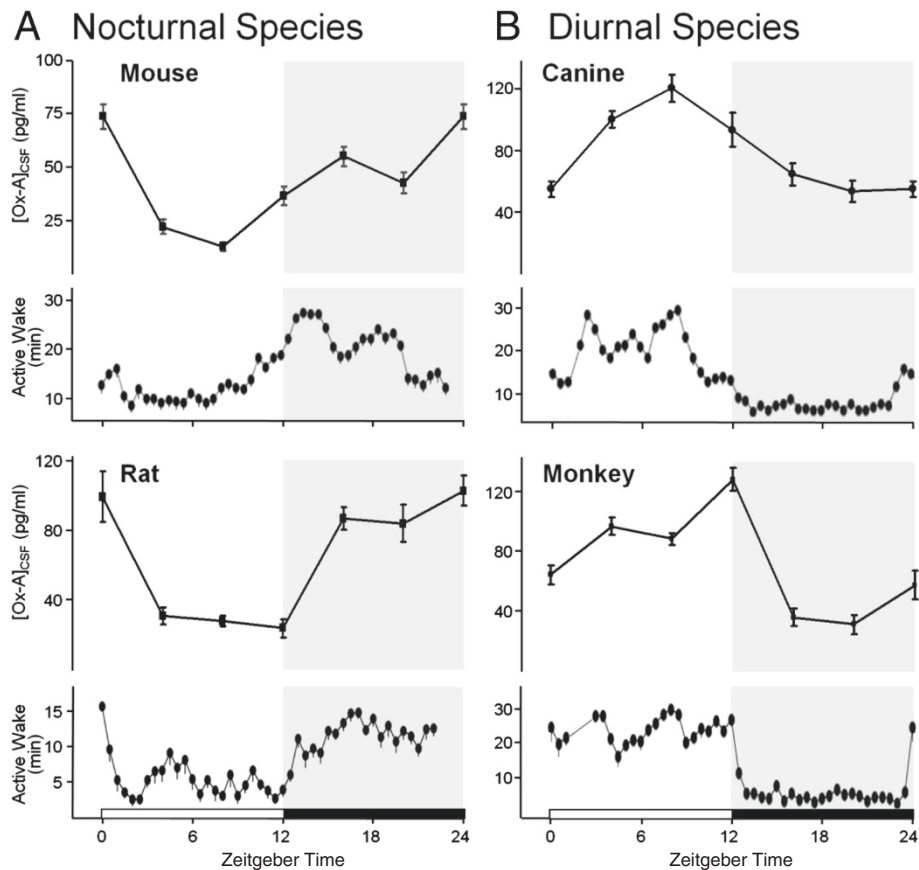 A Nocturnal Species
B Diurnal Species
Mouse
[Ox-A]CSF (pg/ml)
100
75
50
25
Active Wake
(min)
30
20
10
Canine
120
80
40
30
20
10
Rat
[Ox-A]CSF (pg/ml)
120
80
40
Active Wake
(min)
15
10
5
0 6 12 18 24
Zeitgeber Time
Monkey
120
80
40
30
20
10
0 6 12 18 24
Zeitgeber Time